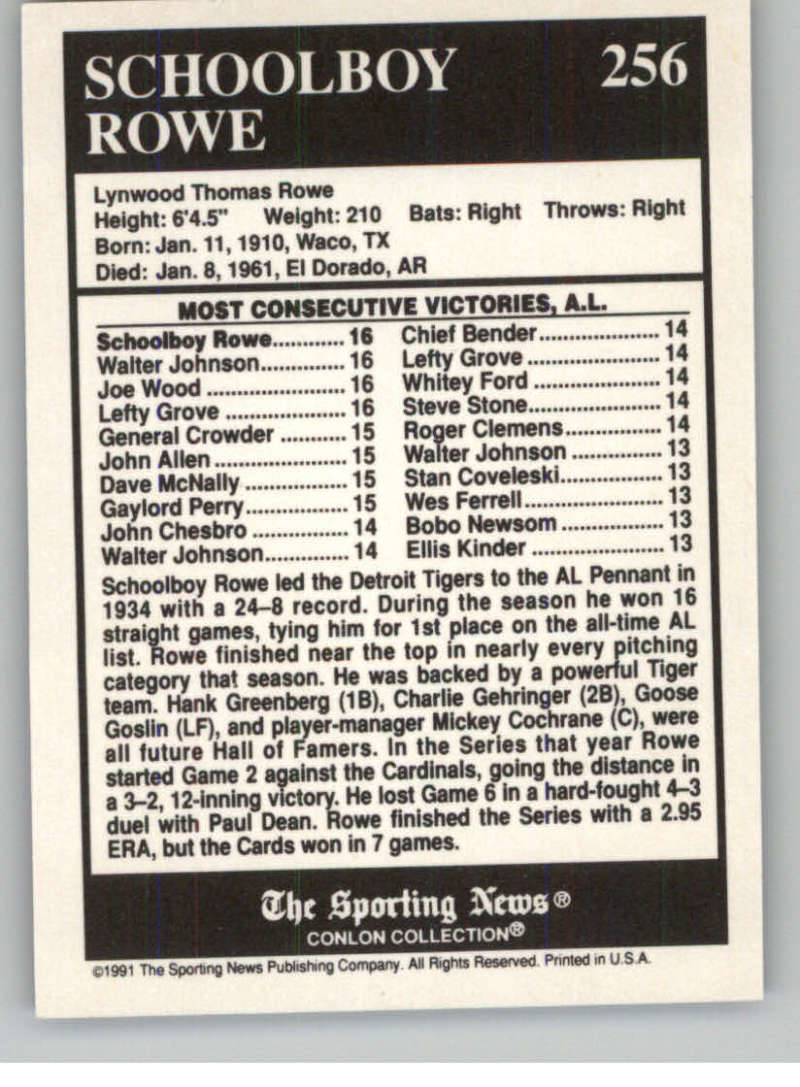 SCHOOLBOY 256
ROWE
Lynwood Thomas Rowe
Height: 6'4.5" Weight: 210 Bats: Right Throws: Right
Born: Jan. 11, 1910, Waco, TX
Died: Jan. 8, 1961, El Dorado, AR
MOST CONSECUTIVE VICTORIES, A.L.
Schoolboy Rowe............ 16 Chief Bender..................... 14
Walter Johnson.............. 16 Lefty Grove ....................... 14
Joe Wood ........................ 16 Whitey Ford ...................... 14
Lefty Grove ..................... 16 Steve Stone....................... 14
General Crowder ........... 15 Roger Clemens................. 14
John Allen....................... 15 Walter Johnson ................ 13
Dave McNally .................. 15 Stan Coveleski.................. 13
Gaylord Perry.................. 15 Wes Ferrell........................ 13
John Chesbro ................. 14 Bobo Newsom .................. 13
Walter Johnson............... 14 Ellis Kinder ....................... 13
Schoolboy Rowe led the Detroit Tigers to the AL Pennant in
1934 with a 24–8 record. During the season he won 16
straight games, tying him for 1st place on the all-time AL
list. Rowe finished near the top in nearly every pitching
category that season. He was backed by a powerful Tiger
team. Hank Greenberg (1B), Charlie Gehringer (2B), Goose
Goslin (LF), and player-manager Mickey Cochrane (C), were
all future Hall of Famers. In the Series that year Rowe
started Game 2 against the Cardinals, going the distance in
a 3–2, 12-inning victory. He lost Game 6 in a hard-fought 4–3
duel with Paul Dean. Rowe finished the Series with a 2.95
ERA, but the Cards won in 7 games.
The Sporting News®
CONLON COLLECTION®
©1991 The Sporting News Publishing Company. All Rights Reserved. Printed in U.S.A.